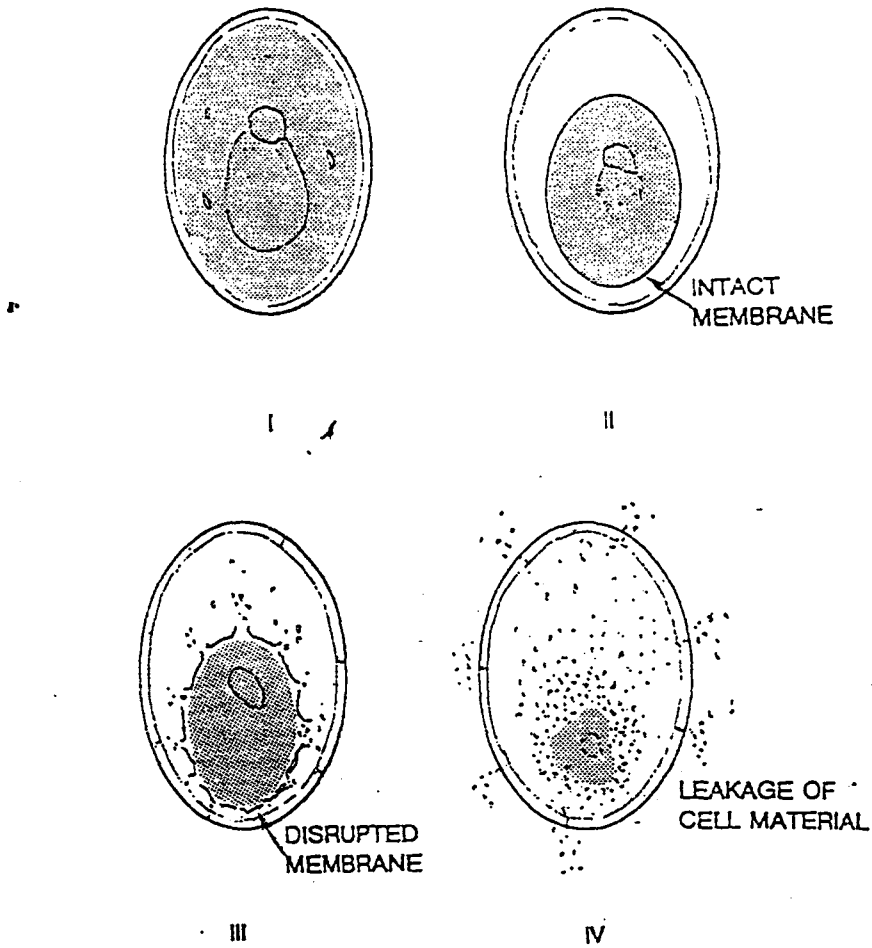 INTACT
MEMBRANE
I
II
DISRUPTED
MEMBRANE
LEAKAGE OF
CELL MATERIAL
III
IV